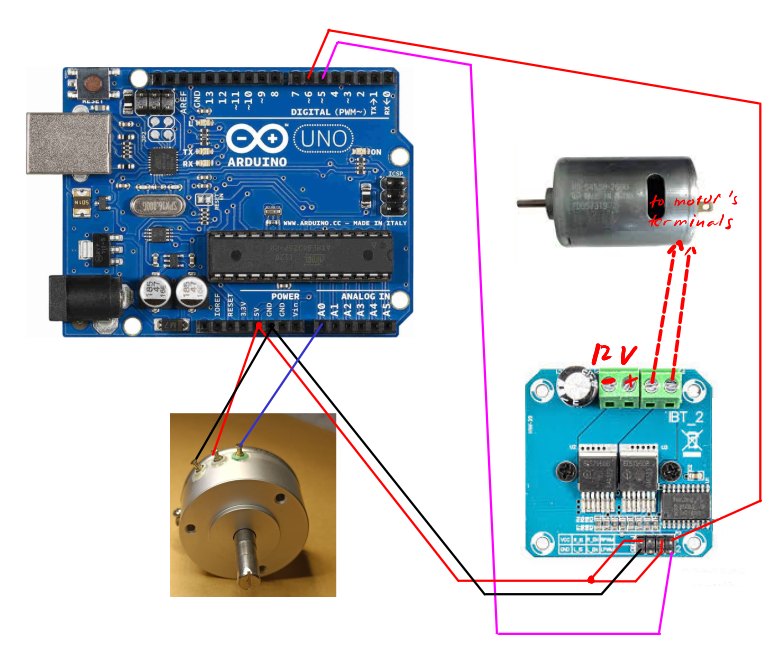 RESET
AREF
GND
13
12
~11
~10
~9
8
7
~6
~5
4
~3
2
TX→1
RX←0
DIGITAL (PWM~)
L
TX
RX
ARDUINO
UNO
ON
ICSP
WWW.ARDUINO.CC - MADE IN ITALY
POWER
ANALOG IN
IOREF
RESET
3.3V
5V
GND
GND
Vin
A0
A1
A2
A3
A4
A5
to motor's
terminals
12 V
- +
IBT_2
VCC R_IS R_EN RPWM
GND L_IS L_EN LPWM
1
2